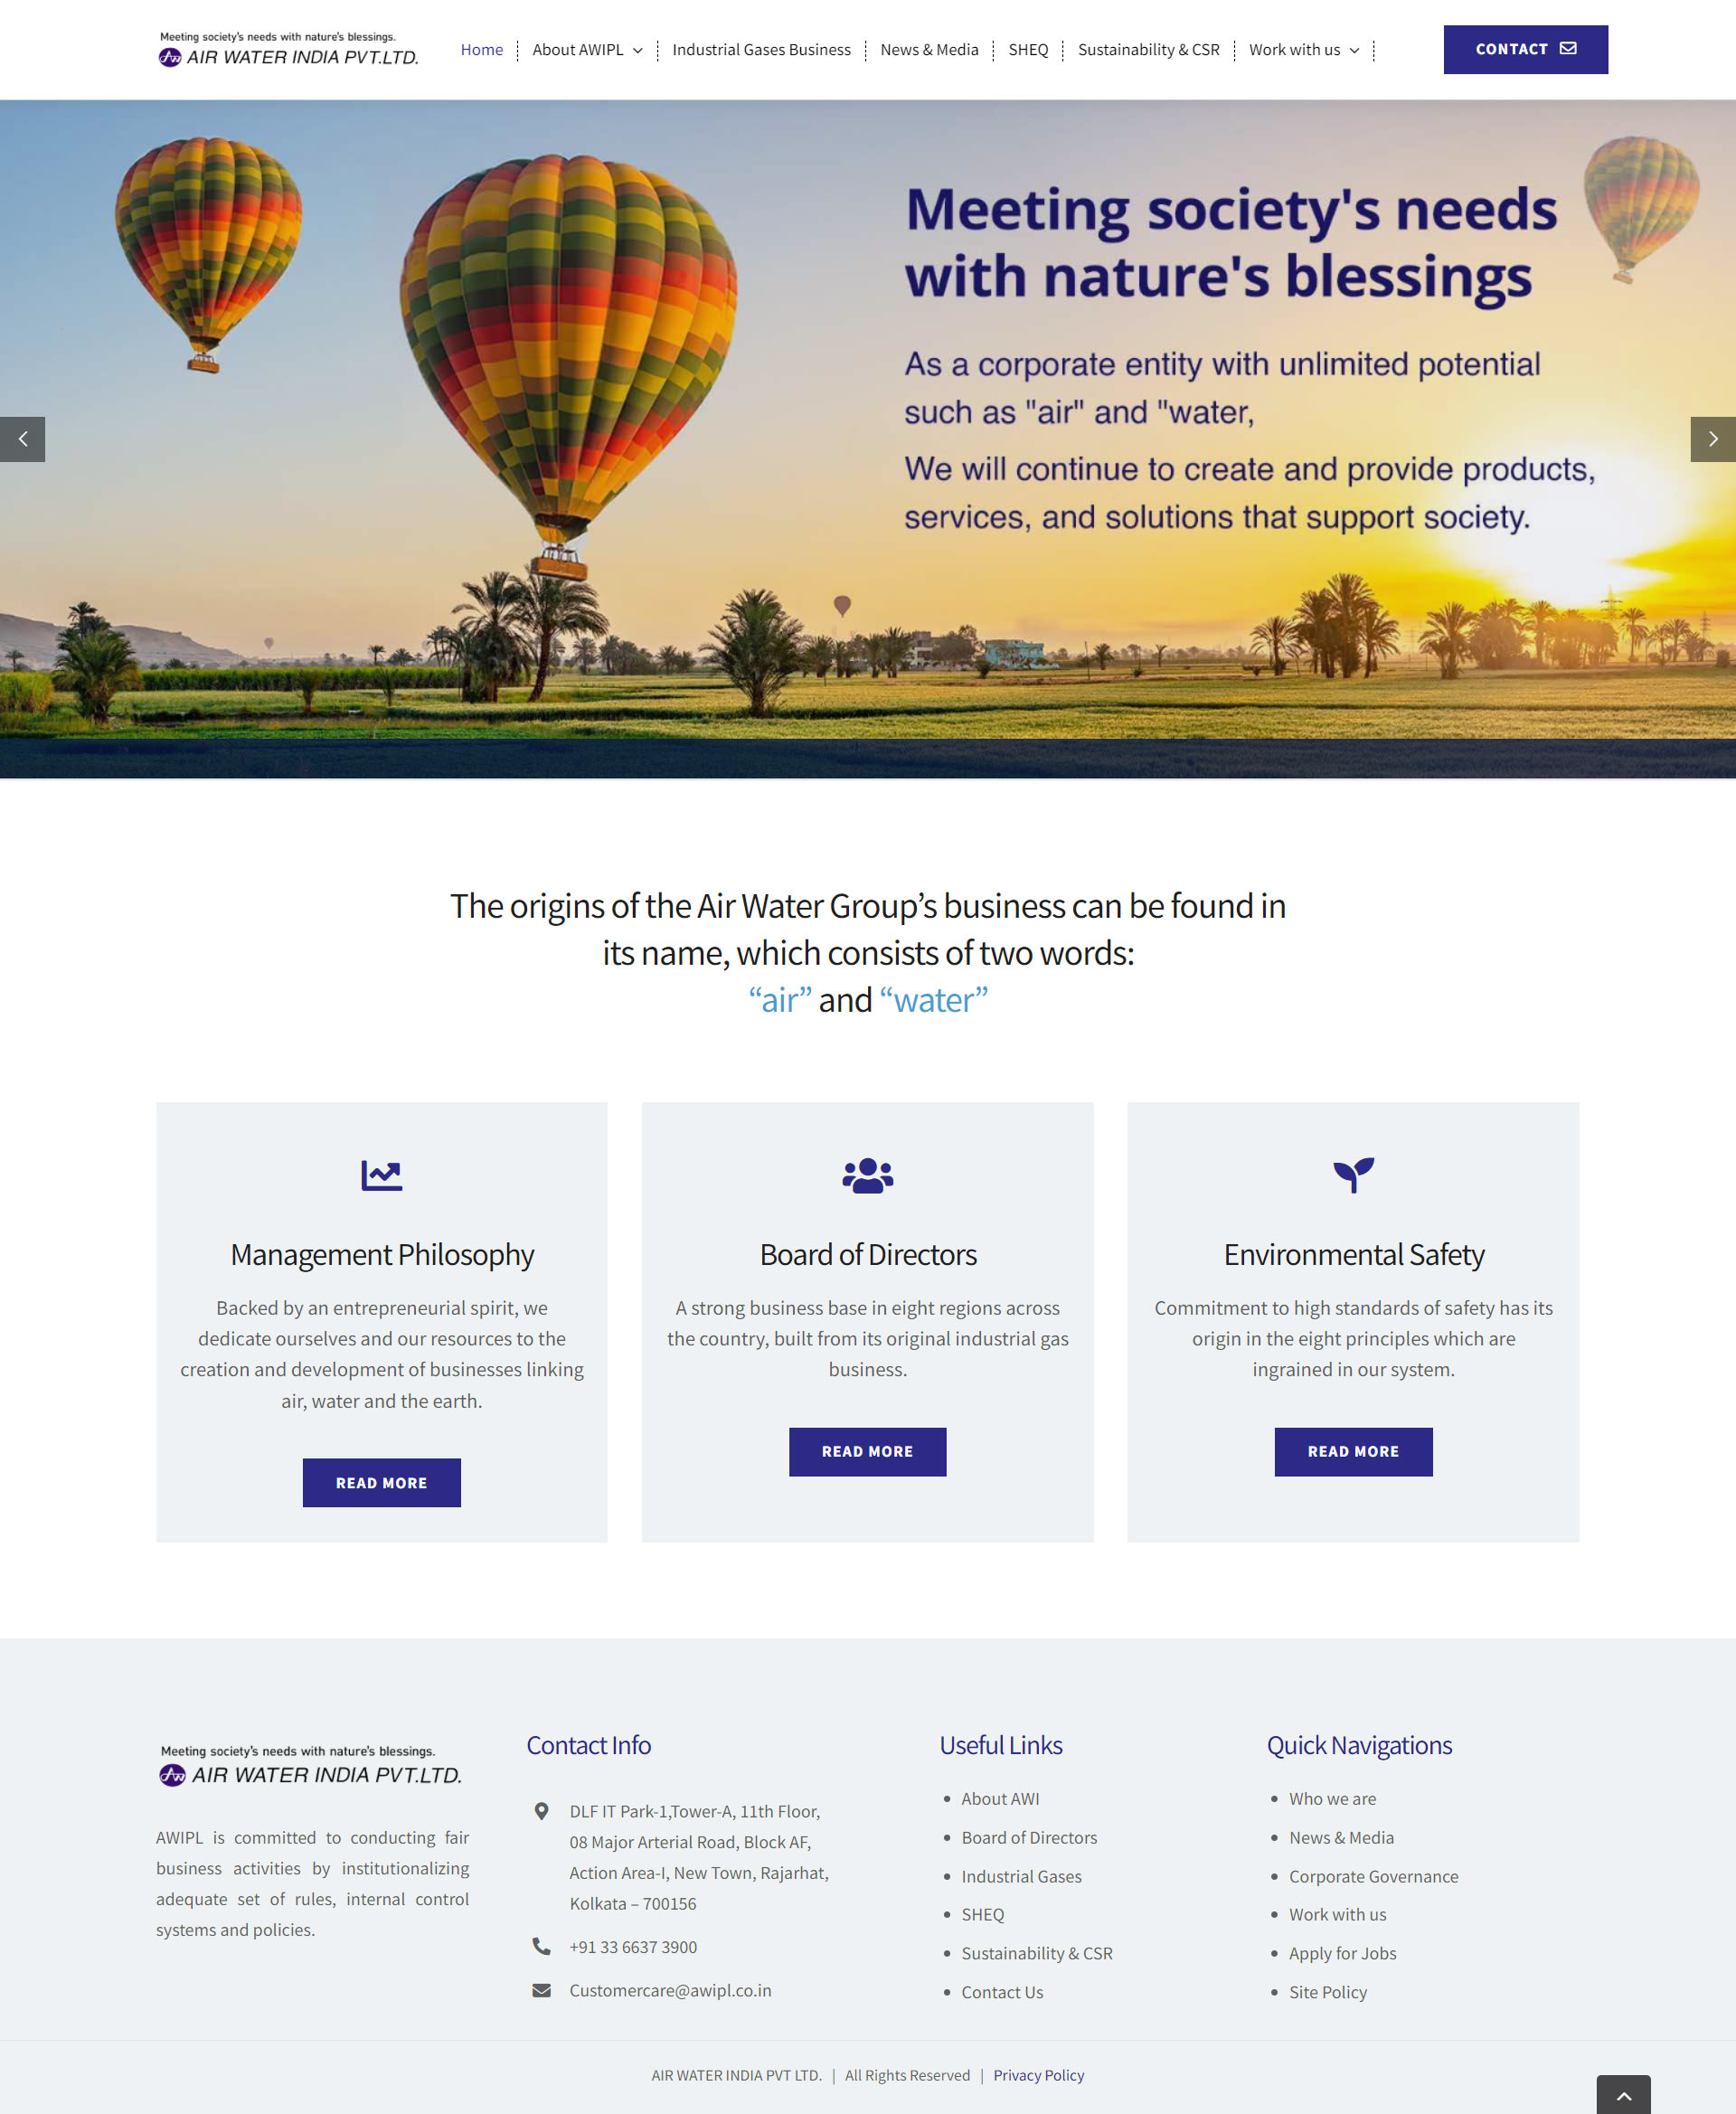 Meeting society's needs with nature's blessings.
AW AIR WATER INDIA PVT.LTD.
Home
About AWIPL
Industrial Gases Business
News & Media
SHEQ
Sustainability & CSR
Work with us
CONTACT
Meeting society's needs
with nature's blessings
As a corporate entity with unlimited potential
such as "air" and "water,
We will continue to create and provide products,
services, and solutions that support society.
The origins of the Air Water Group’s business can be found in
its name, which consists of two words:
“air” and “water”
Management Philosophy
Backed by an entrepreneurial spirit, we
dedicate ourselves and our resources to the
creation and development of businesses linking
air, water and the earth.
READ MORE
Board of Directors
A strong business base in eight regions across
the country, built from its original industrial gas
business.
READ MORE
Environmental Safety
Commitment to high standards of safety has its
origin in the eight principles which are
ingrained in our system.
READ MORE
Meeting society's needs with nature's blessings.
AW AIR WATER INDIA PVT.LTD.
AWIPL is committed to conducting fair
business activities by institutionalizing
adequate set of rules, internal control
systems and policies.
Contact Info
DLF IT Park-1,Tower-A, 11th Floor,
08 Major Arterial Road, Block AF,
Action Area-I, New Town, Rajarhat,
Kolkata – 700156
+91 33 6637 3900
Customercare@awipl.co.in
Useful Links
About AWI
Board of Directors
Industrial Gases
SHEQ
Sustainability & CSR
Contact Us
Quick Navigations
Who we are
News & Media
Corporate Governance
Work with us
Apply for Jobs
Site Policy
AIR WATER INDIA PVT LTD. | All Rights Reserved | Privacy Policy